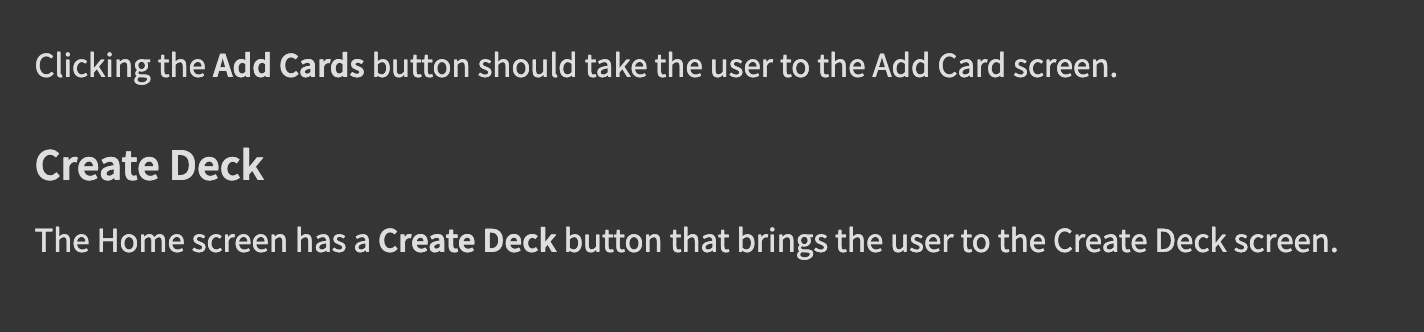 Clicking the Add Cards button should take the user to the Add Card screen.
Create Deck
The Home screen has a Create Deck button that brings the user to the Create Deck screen.